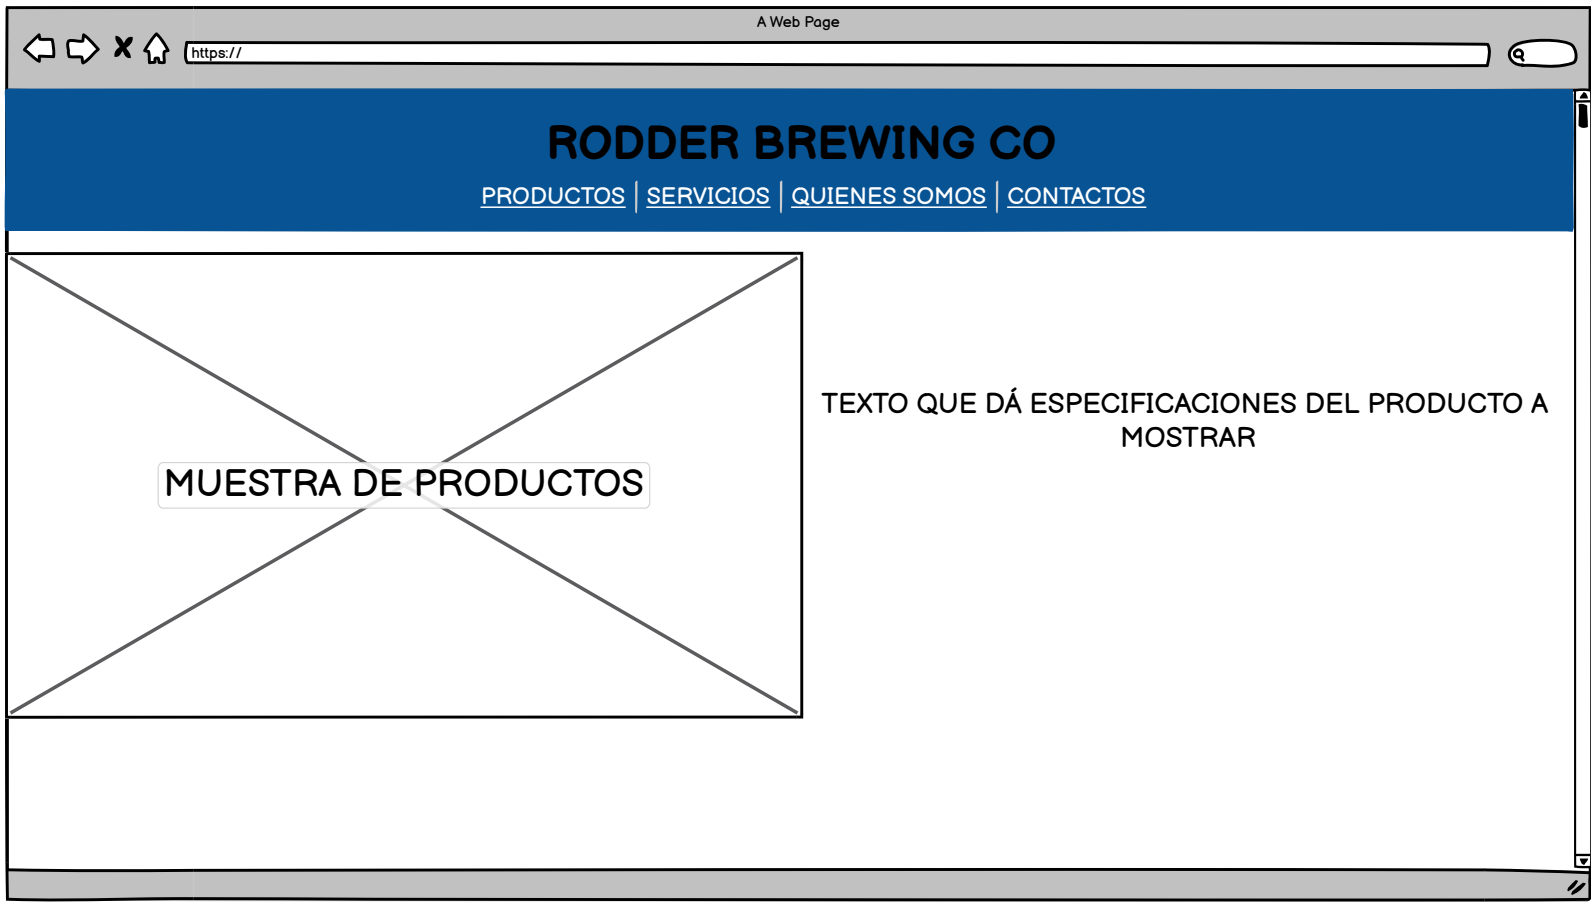 A Web Page
https://
RODDER BREWING CO
PRODUCTOS | SERVICIOS | QUIENES SOMOS | CONTACTOS
TEXTO QUE DÁ ESPECIFICACIONES DEL PRODUCTO A
MOSTRAR
MUESTRA DE PRODUCTOS